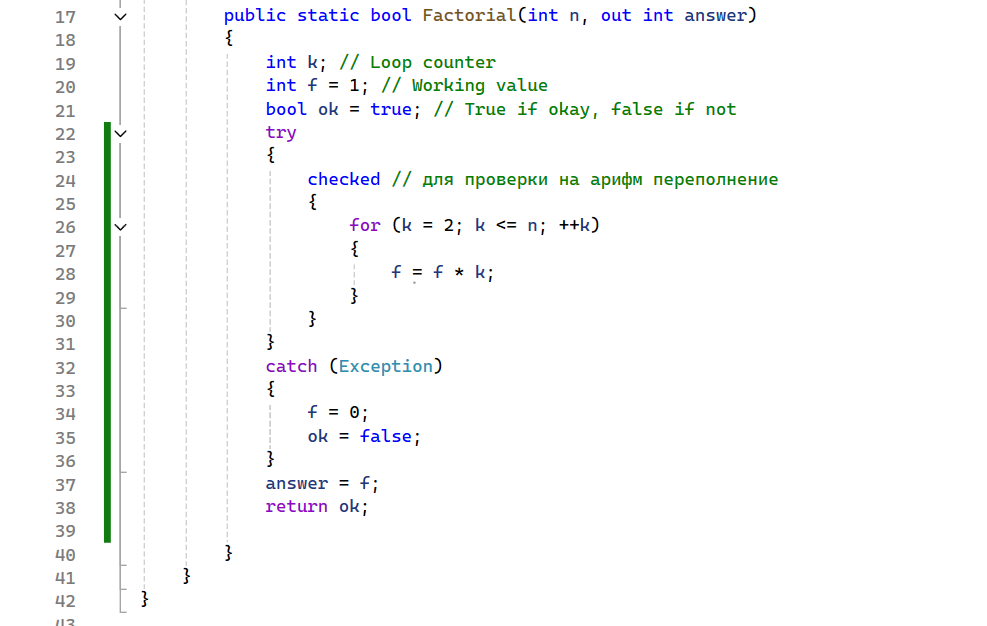 17 public static bool Factorial(int n, out int answer)
18 {
19 int k; // Loop counter
20 int f = 1; // Working value
21 bool ok = true; // True if okay, false if not
22 try
23 {
24 checked // для проверки на арифм переполнение
25 {
26 for (k = 2; k <= n; ++k)
27 {
28 f = f * k;
29 }
30 }
31 }
32 catch (Exception)
33 {
34 f = 0;
35 ok = false;
36 }
37 answer = f;
38 return ok;
39
40 }
41 }
42 }
43